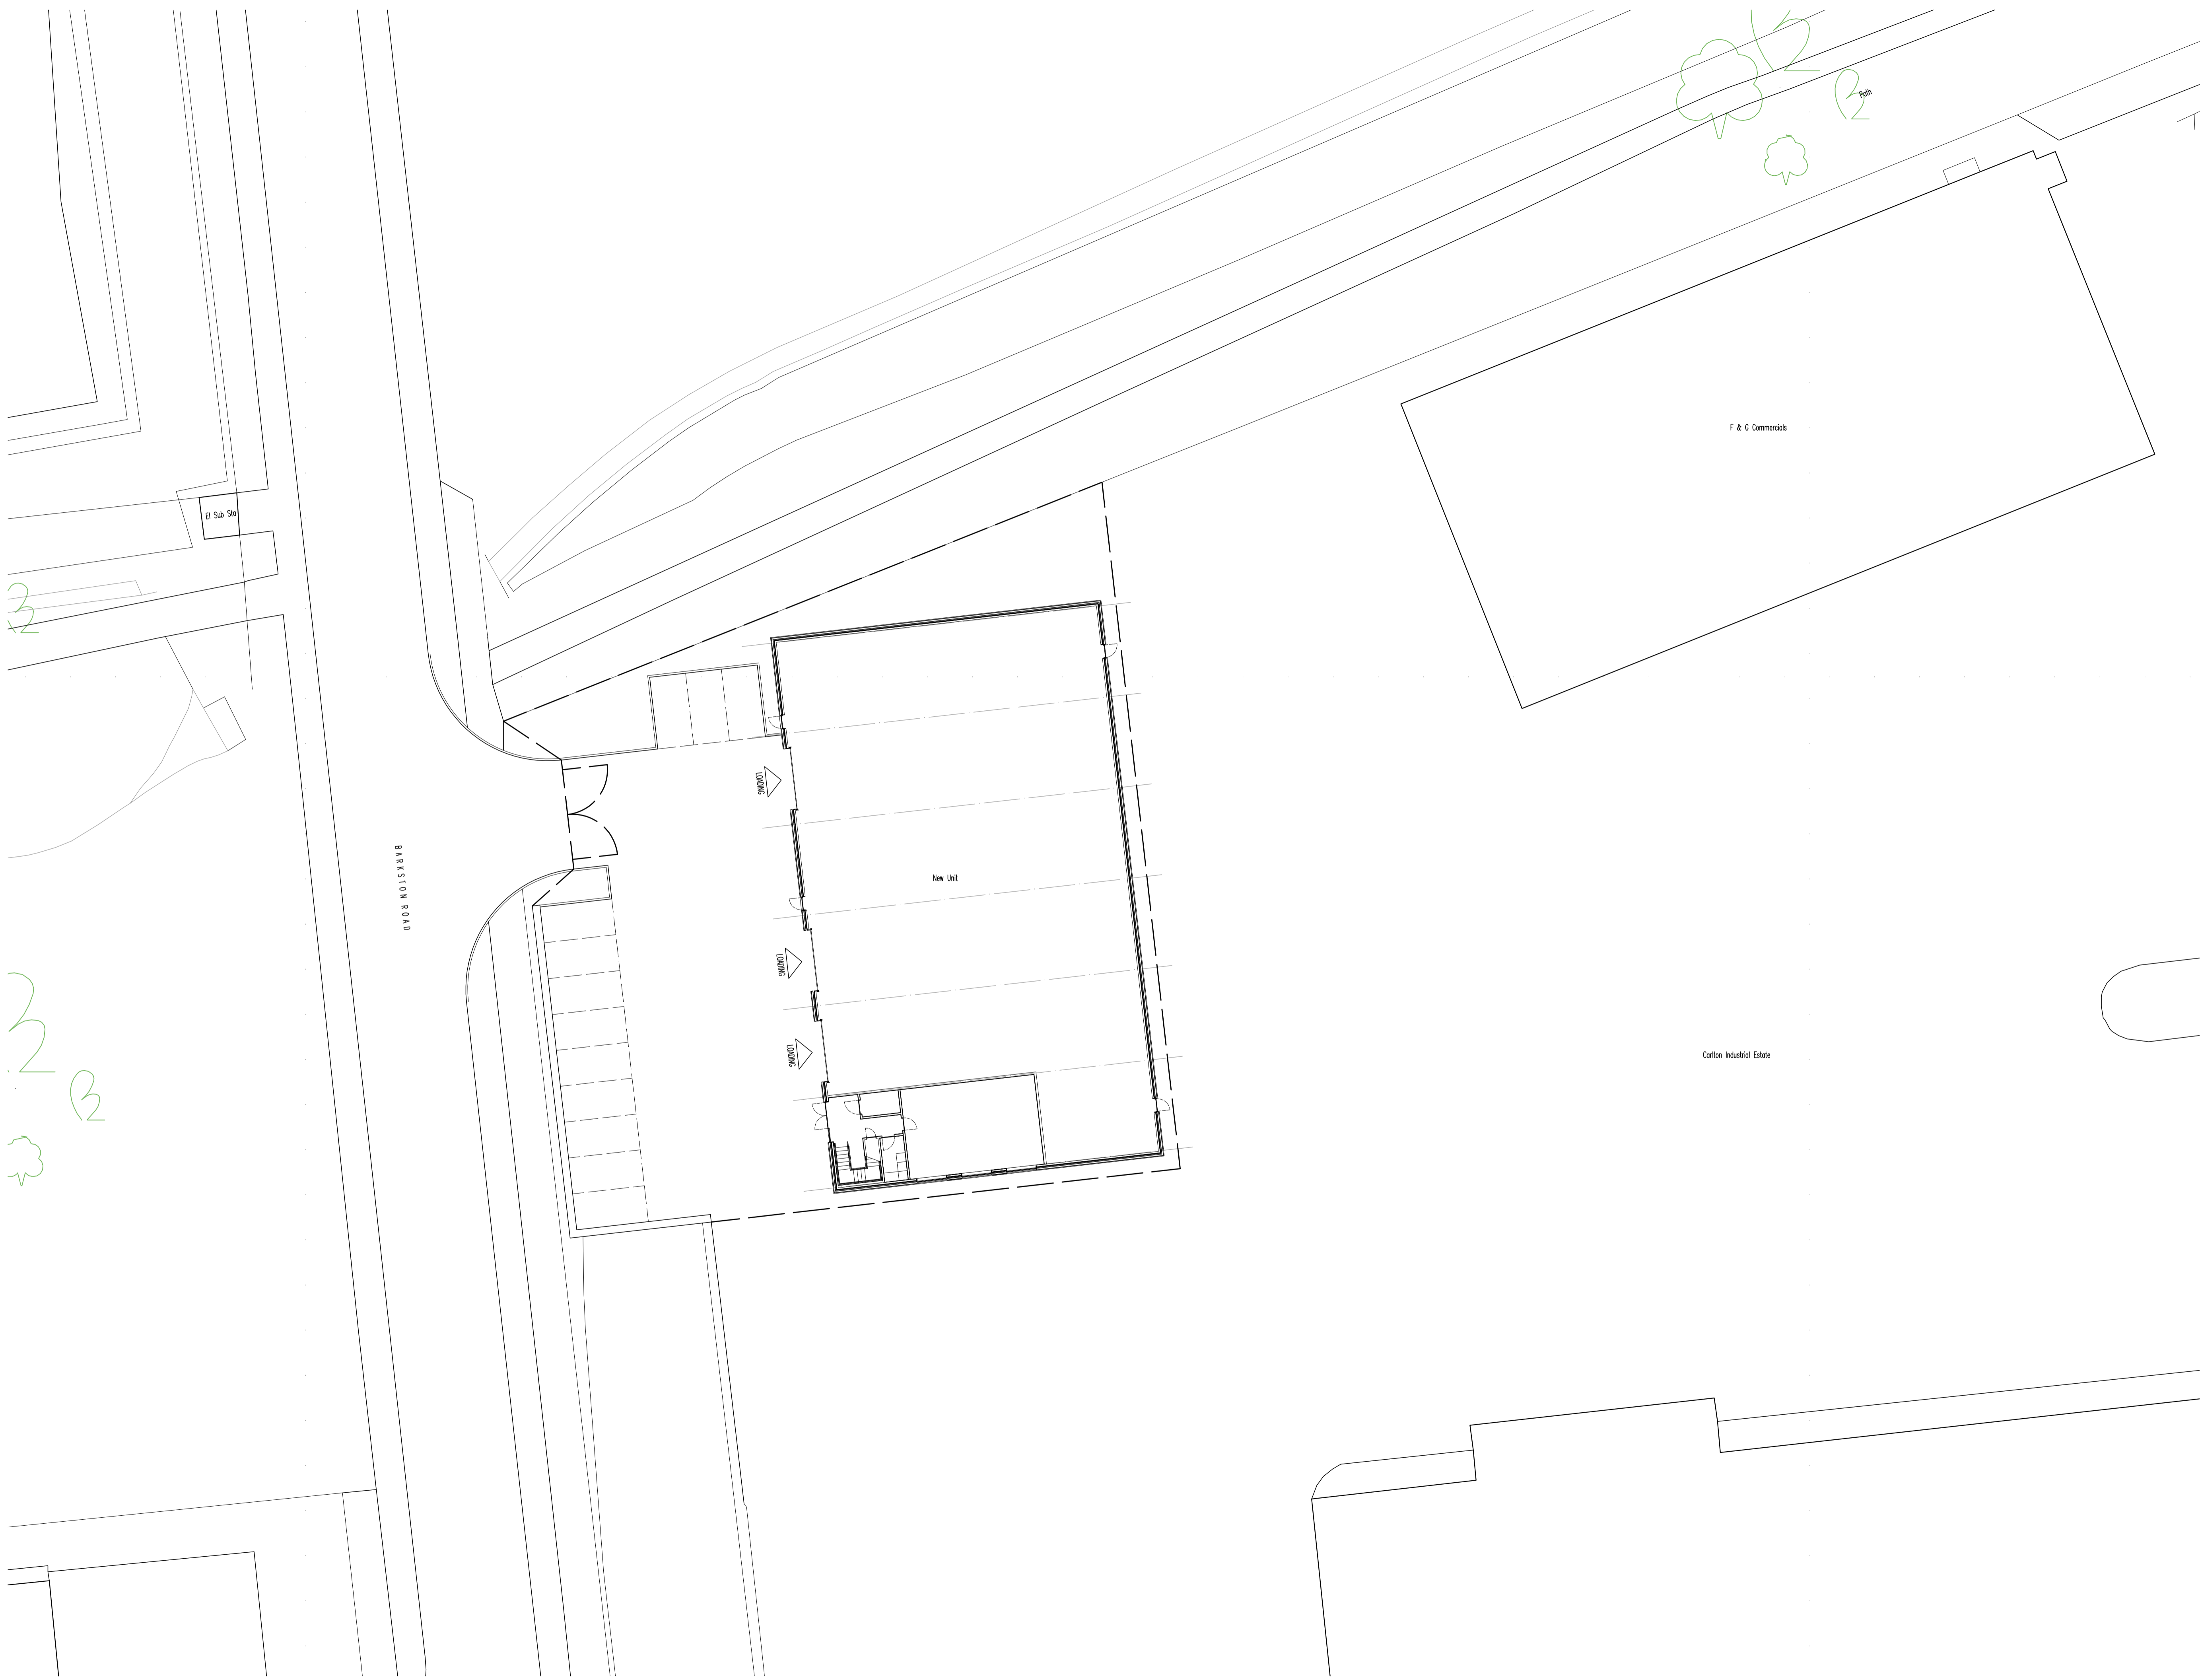 Path
F & G Commercials
El Sub Sta
LOADING
BARKSTON ROAD
New Unit
LOADING
LOADING
Carlton Industrial Estate